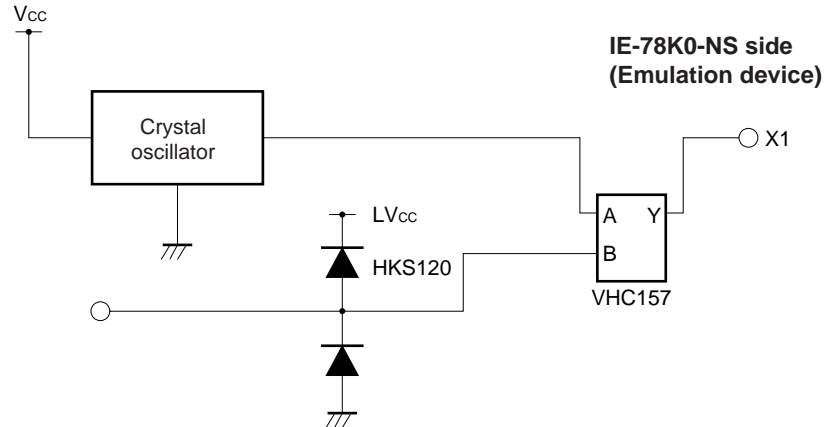 VCC
IE-78K0-NS side
(Emulation device)
Crystal
oscillator
X1
LVCC
A Y
HKS120
B
VHC157